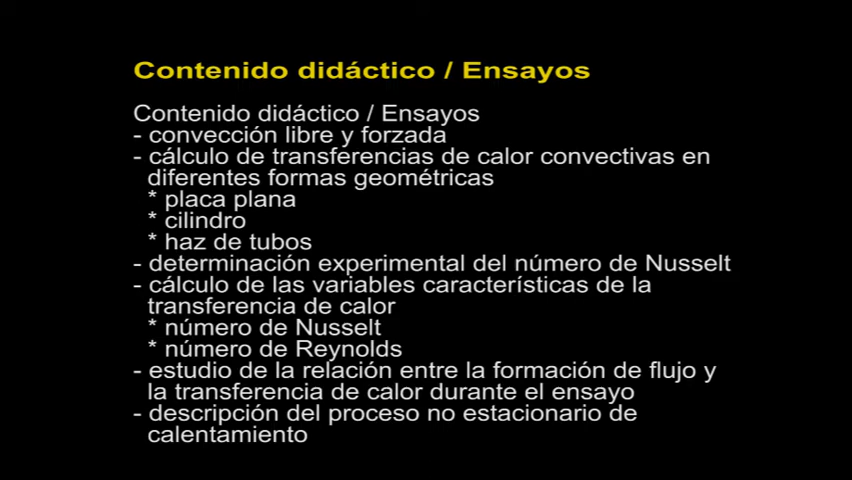 Contenido didáctico / Ensayos
Contenido didáctico / Ensayos
- convección libre y forzada
- cálculo de transferencias de calor convectivas en
diferentes formas geométricas
* placa plana
* cilindro
* haz de tubos
- determinación experimental del número de Nusselt
- cálculo de las variables características de la
transferencia de calor
* número de Nusselt
* número de Reynolds
- estudio de la relación entre la formación de flujo y
la transferencia de calor durante el ensayo
- descripción del proceso no estacionario de
calentamiento